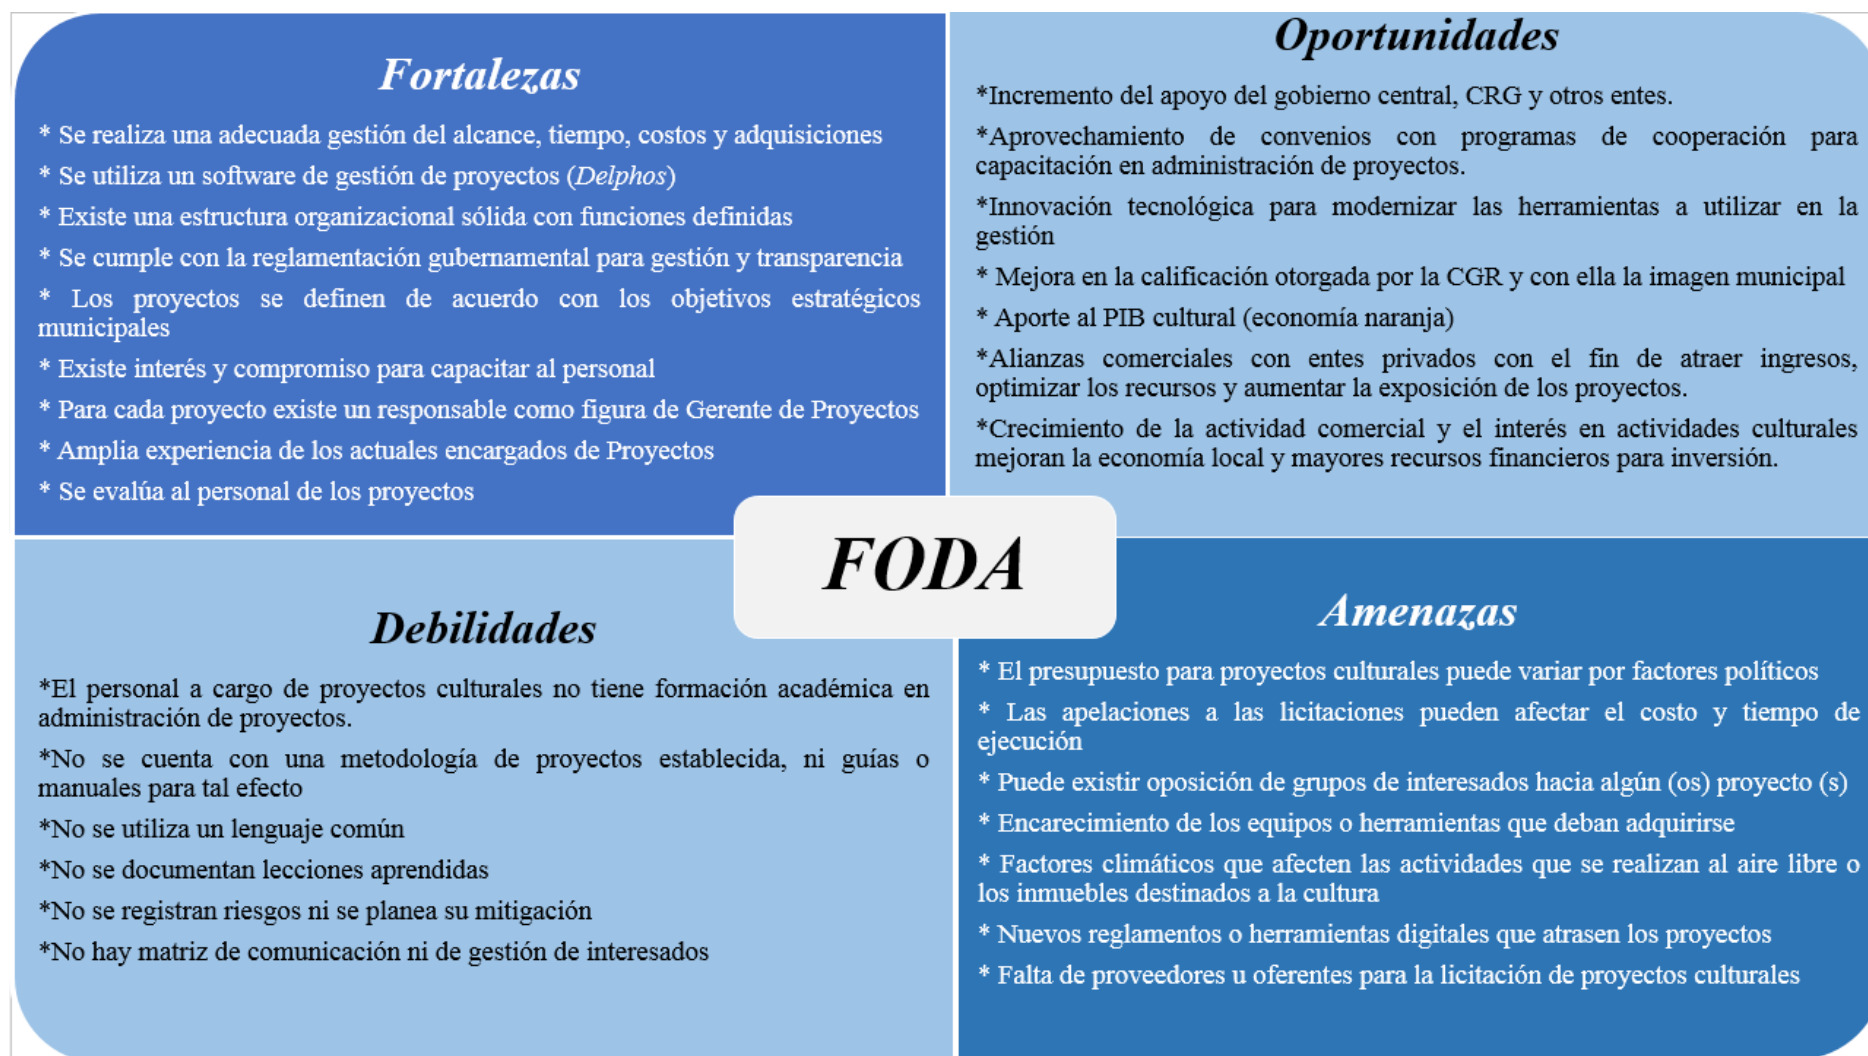 Fortalezas
* Se realiza una adecuada gestión del alcance, tiempo, costos y adquisiciones
* Se utiliza un software de gestión de proyectos (Delphos)
* Existe una estructura organizacional sólida con funciones definidas
* Se cumple con la reglamentación gubernamental para gestión y transparencia
* Los proyectos se definen de acuerdo con los objetivos estratégicos
municipales
* Existe interés y compromiso para capacitar al personal
* Para cada proyecto existe un responsable como figura de Gerente de Proyectos
* Amplia experiencia de los actuales encargados de Proyectos
* Se evalúa al personal de los proyectos
Oportunidades
*Incremento del apoyo del gobierno central, CRG y otros entes.
*Aprovechamiento de convenios con programas de cooperación para
capacitación en administración de proyectos.
*Innovación tecnológica para modernizar las herramientas a utilizar en la
gestión
* Mejora en la calificación otorgada por la CGR y con ella la imagen municipal
* Aporte al PIB cultural (economía naranja)
*Alianzas comerciales con entes privados con el fin de atraer ingresos,
optimizar los recursos y aumentar la exposición de los proyectos.
*Crecimiento de la actividad comercial y el interés en actividades culturales
mejoran la economía local y mayores recursos financieros para inversión.
FODA
Debilidades
*El personal a cargo de proyectos culturales no tiene formación académica en
administración de proyectos.
*No se cuenta con una metodología de proyectos establecida, ni guías o
manuales para tal efecto
*No se utiliza un lenguaje común
*No se documentan lecciones aprendidas
*No se registran riesgos ni se planea su mitigación
*No hay matriz de comunicación ni de gestión de interesados
Amenazas
* El presupuesto para proyectos culturales puede variar por factores políticos
* Las apelaciones a las licitaciones pueden afectar el costo y tiempo de
ejecución
* Puede existir oposición de grupos de interesados hacia algún (os) proyecto (s)
* Encarecimiento de los equipos o herramientas que deban adquirirse
* Factores climáticos que afecten las actividades que se realizan al aire libre o
los inmuebles destinados a la cultura
* Nuevos reglamentos o herramientas digitales que atrasen los proyectos
* Falta de proveedores u oferentes para la licitación de proyectos culturales